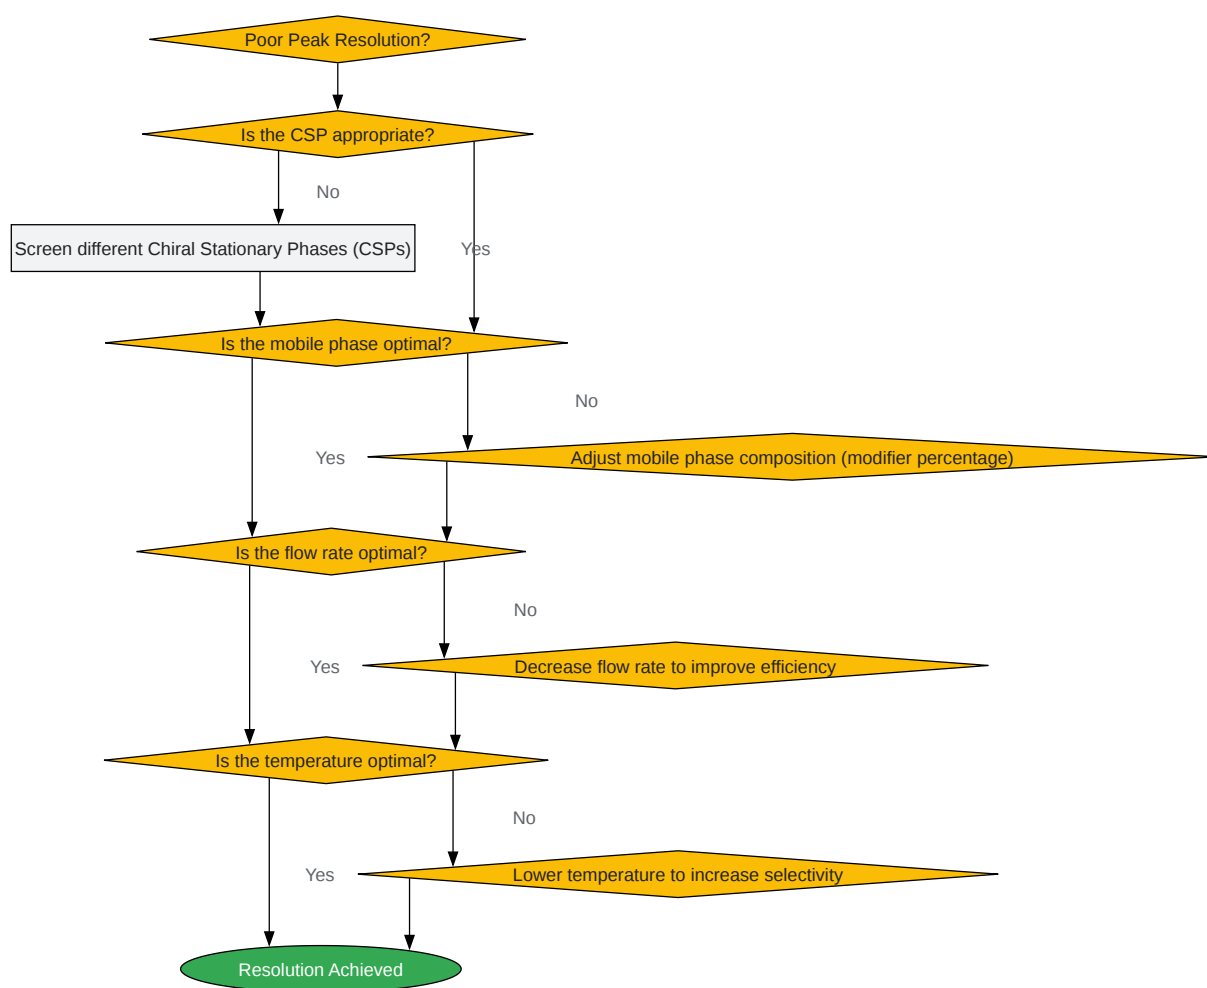 Poor Peak Resolution?
Is the CSP appropriate?
No
Screen different Chiral Stationary Phases (CSPs)
Yes
Is the mobile phase optimal?
No
Yes
Adjust mobile phase composition (modifier percentage)
Is the flow rate optimal?
No
Yes
Decrease flow rate to improve efficiency
Is the temperature optimal?
No
Yes
Lower temperature to increase selectivity
Resolution Achieved